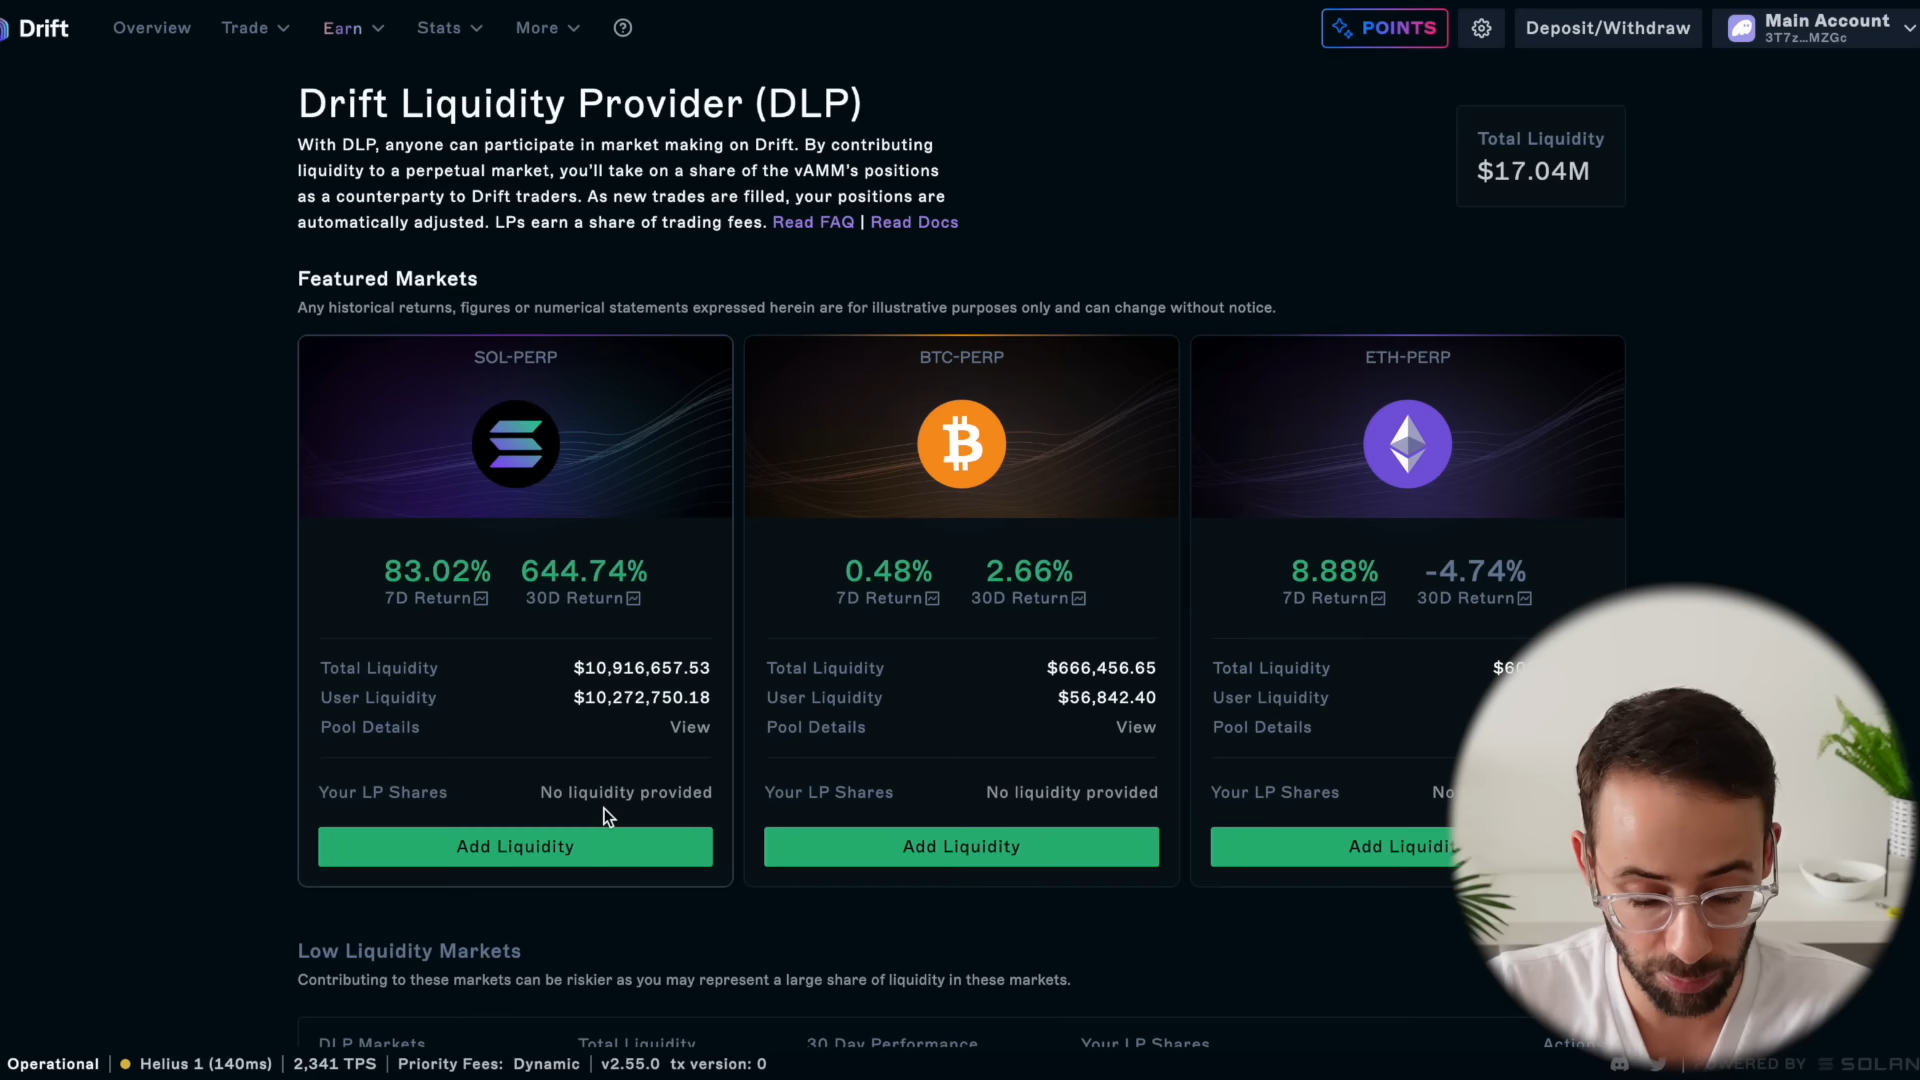 Drift
Overview
Trade
Earn
Stats
More
POINTS
Deposit/Withdraw
Main Account
3T7z...MZGc
Drift Liquidity Provider (DLP)
With DLP, anyone can participate in market making on Drift. By contributing
liquidity to a perpetual market, you'll take on a share of the vAMM's positions
as a counterparty to Drift traders. As new trades are filled, your positions are
automatically adjusted. LPs earn a share of trading fees. Read FAQ | Read Docs
Total Liquidity
$17.04M
Featured Markets
Any historical returns, figures or numerical statements expressed herein are for illustrative purposes only and can change without notice.
SOL-PERP
83.02% 644.74%
7D Return 30D Return
Total Liquidity $10,916,657.53
User Liquidity $10,272,750.18
Pool Details View
Your LP Shares No liquidity provided
Add Liquidity
BTC-PERP
0.48% 2.66%
7D Return 30D Return
Total Liquidity $666,456.65
User Liquidity $56,842.40
Pool Details View
Your LP Shares No liquidity provided
Add Liquidity
ETH-PERP
8.88% -4.74%
7D Return 30D Return
Total Liquidity
User Liquidity
Pool Details
Your LP Shares No
Add
Low Liquidity Markets
Contributing to these markets can be riskier as you may represent a large share of liquidity in these markets.
DLP Markets Total Liquidity 30 Day Performance Your LP Shares
Operational Helius 1 (140ms) 2,341 TPS Priority Fees: Dynamic v2.55.0 tx version: 0
BY